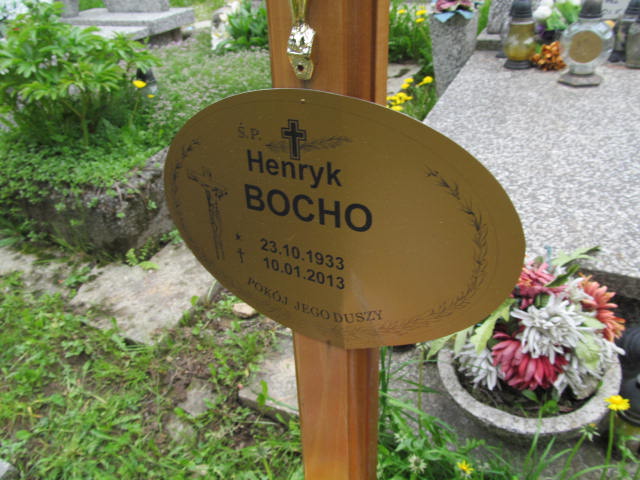 Ś.P.
Henryk
BOCHO
* 23.10.1933
† 10.01.2013
POKÓJ JEGO DUSZY